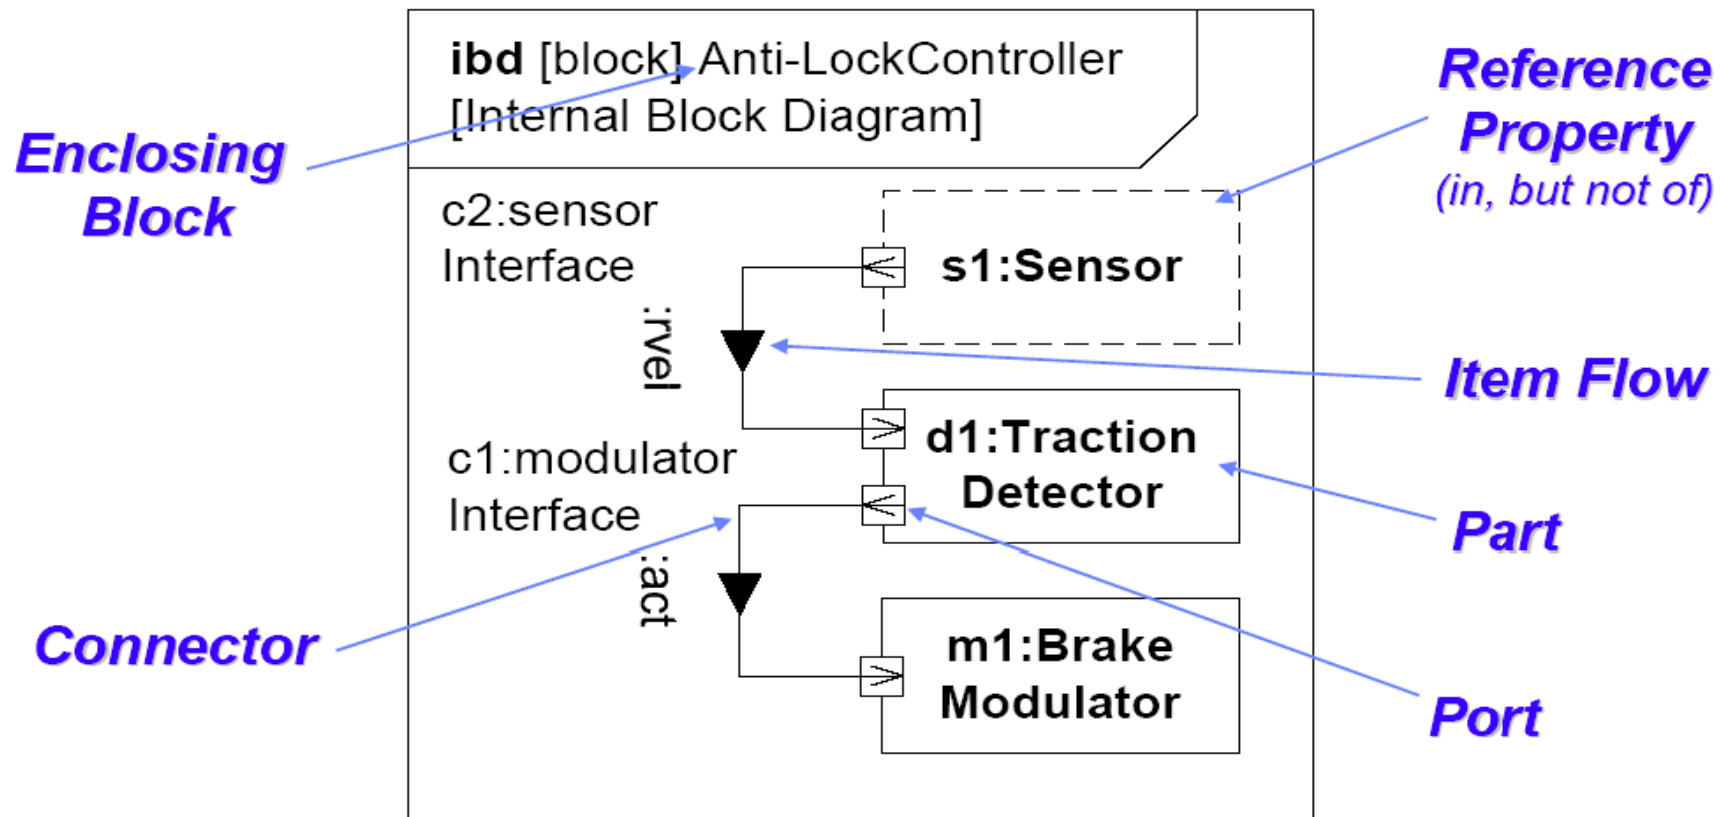 ibd [block] Anti-LockController
[Internal Block Diagram]
Enclosing
Block
Reference
Property
(in, but not of)
c2:sensor
Interface
s1:Sensor
:rvel
Item Flow
c1:modulator
Interface
d1:Traction
Detector
Part
:act
Connector
m1:Brake
Modulator
Port